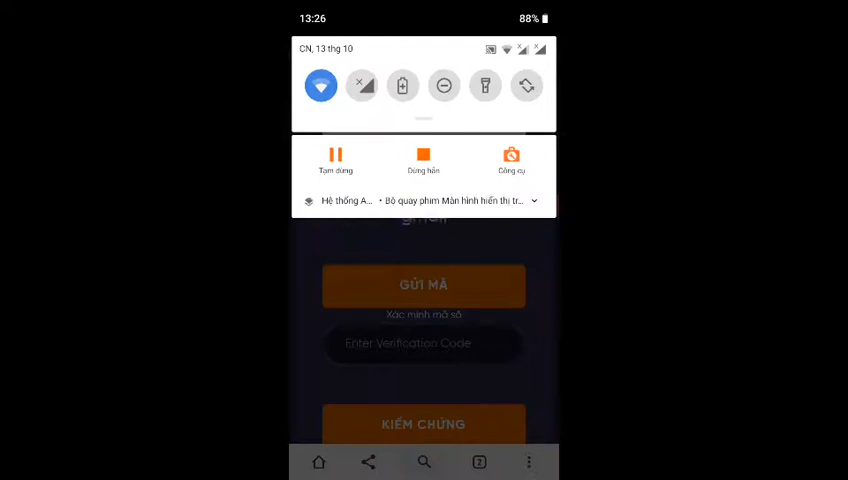 13:26
88%
CN, 13 thg 10
Tạm dừng
Dừng hẳn
Công cụ
Hệ thống A... • Bộ quay phim Màn hình hiển thị tr...
GỬI MÃ
Xác minh mã số
Enter Verification Code
KIỂM CHỨNG
2